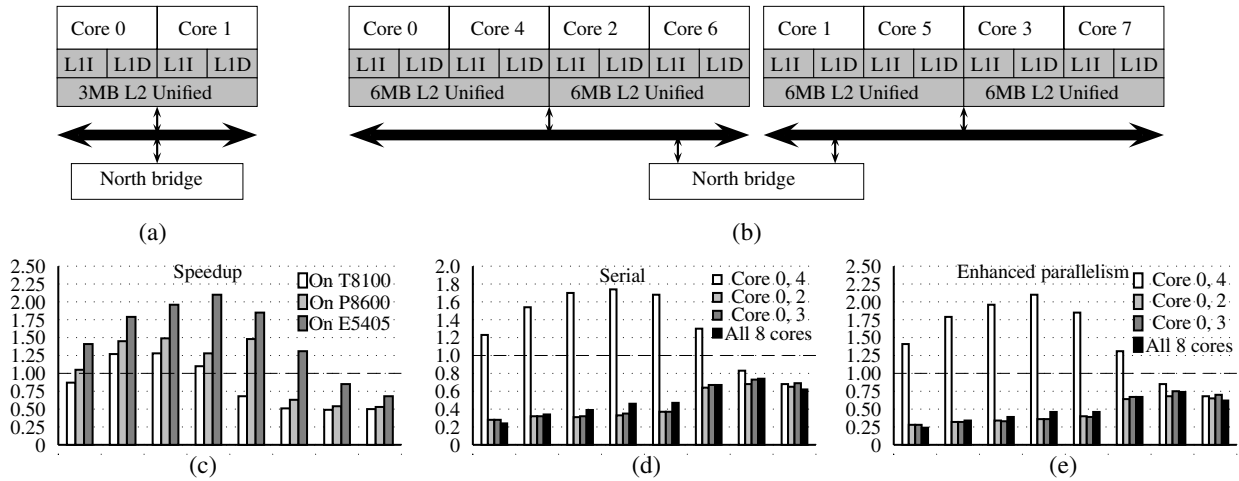 Core 0 Core 1
L1I L1D L1I L1D
3MB L2 Unified
North bridge
(a)
Core 0 Core 4 Core 2 Core 6 Core 1 Core 5 Core 3 Core 7
L1I L1D L1I L1D L1I L1D L1I L1D L1I L1D L1I L1D L1I L1D L1I L1D
6MB L2 Unified 6MB L2 Unified 6MB L2 Unified 6MB L2 Unified
North bridge
(b)
Speedup
2.50
2.25
2.00
1.75
1.50
1.25
1.00
0.75
0.50
0.25
0
On T8100
On P8600
On E5405
(c)
Serial
2.0
1.8
1.6
1.4
1.2
1.0
0.8
0.6
0.4
0.2
0
Core 0, 4
Core 0, 2
Core 0, 3
All 8 cores
(d)
Enhanced parallelism
2.50
2.25
2.00
1.75
1.50
1.25
1.00
0.75
0.50
0.25
0
Core 0, 4
Core 0, 2
Core 0, 3
All 8 cores
(e)